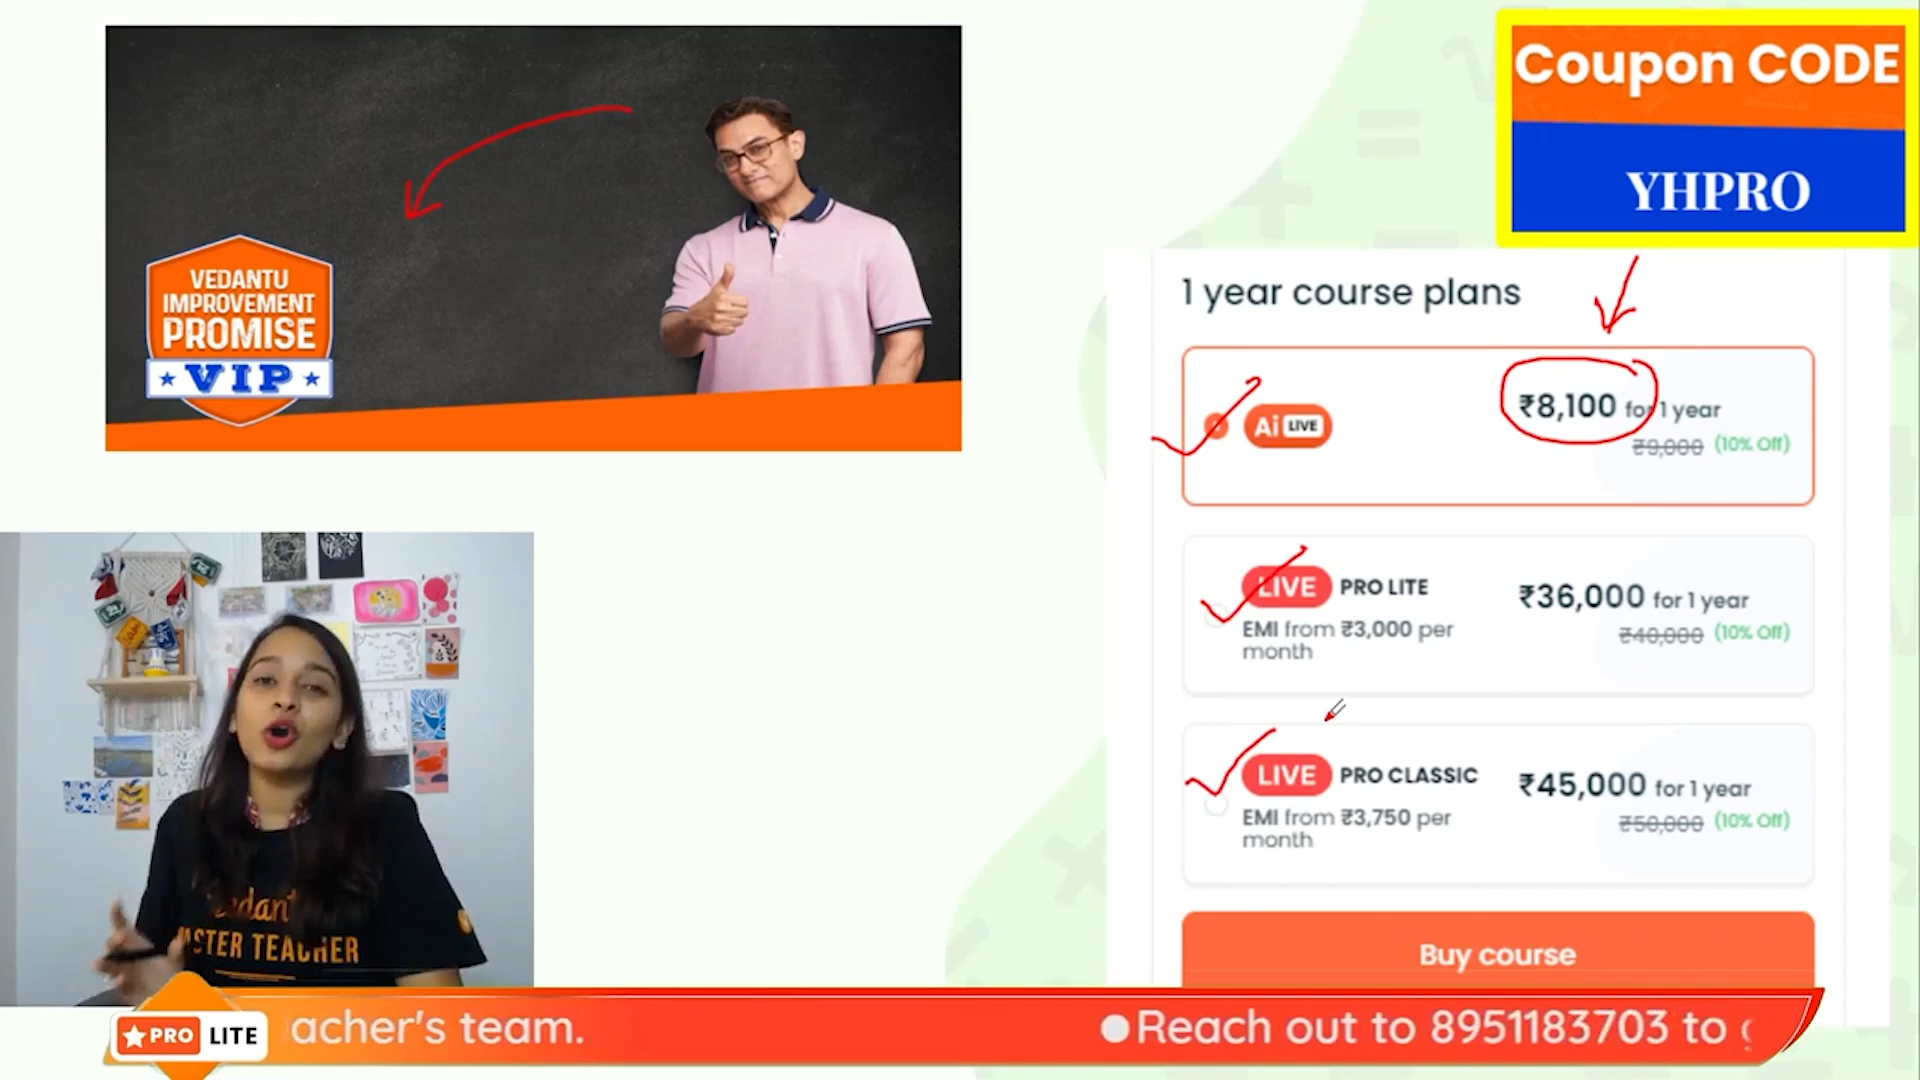 VEDANTU
IMPROVEMENT
PROMISE
VIP
Coupon CODE
YHPRO
1 year course plans
Ai LIVE
₹8,100 for 1 year
₹9,000 (10% Off)
LIVE PRO LITE
₹36,000 for 1 year
EMI from ₹3,000 per
month
₹40,000 (10% Off)
LIVE PRO CLASSIC
₹45,000 for 1 year
EMI from ₹3,750 per
month
₹50,000 (10% Off)
Buy course
TEACHER
PRO LITE
acher's team.
Reach out to 8951183703 to